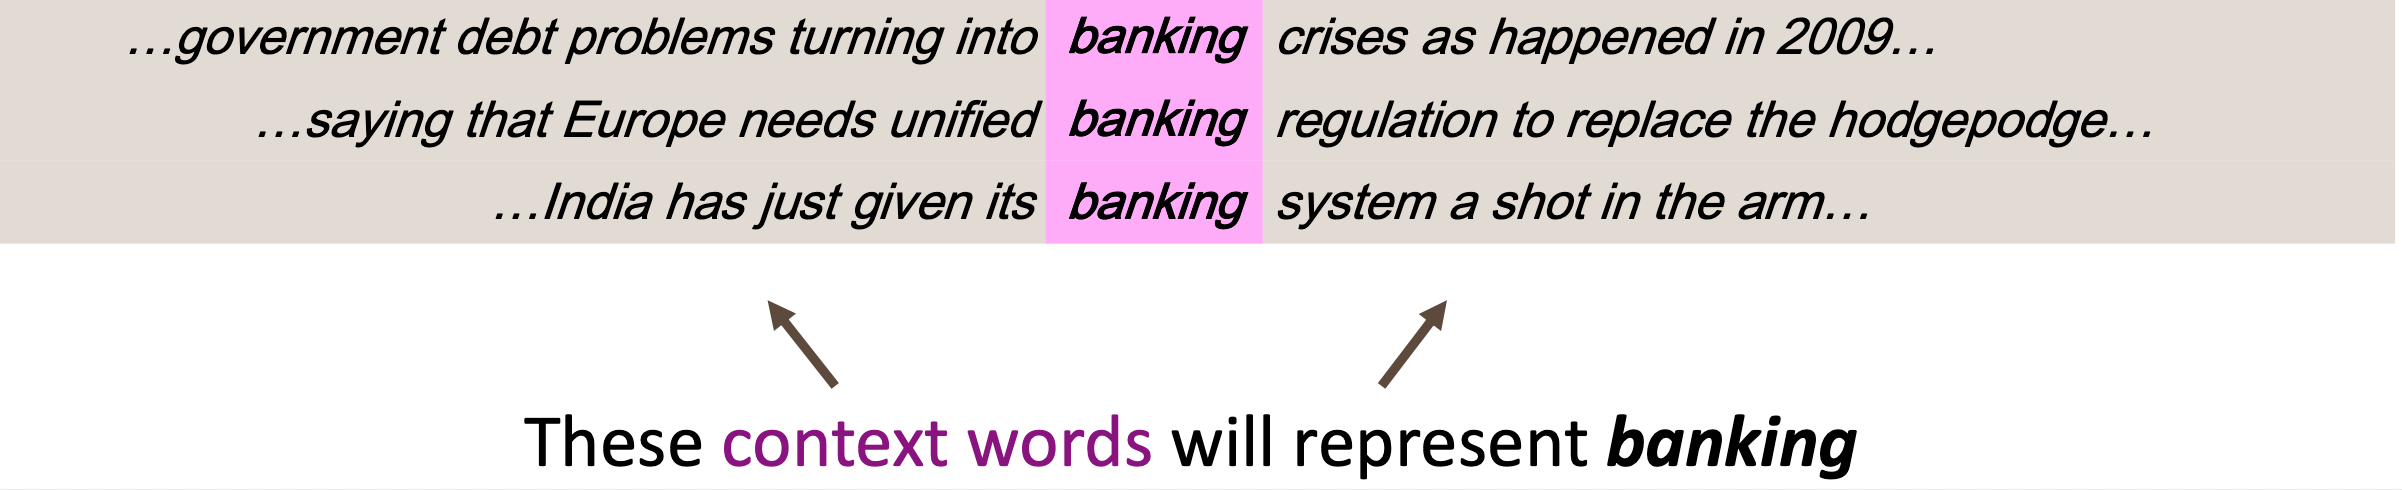 …government debt problems turning into banking crises as happened in 2009…
…saying that Europe needs unified banking regulation to replace the hodgepodge…
…India has just given its banking system a shot in the arm…
These context words will represent banking